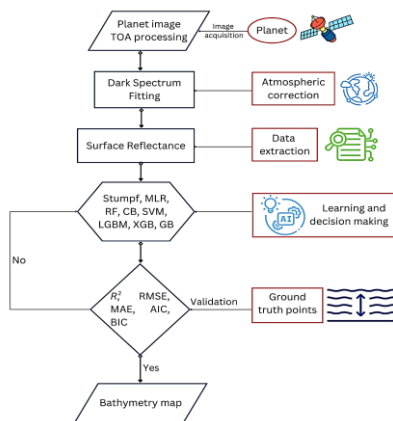 Planet image
TOA processing
Image
acquisition
Planet
Dark Spectrum
Fitting
Atmospheric
correction
Surface Reflectance
Data
extraction
Stumpf, MLR,
RF, CB, SVM,
LGBM, XGB, GB
AI
Learning and
decision making
No
R², RMSE,
MAE, AIC,
BIC
Validation
Ground
truth points
Yes
Bathymetry map